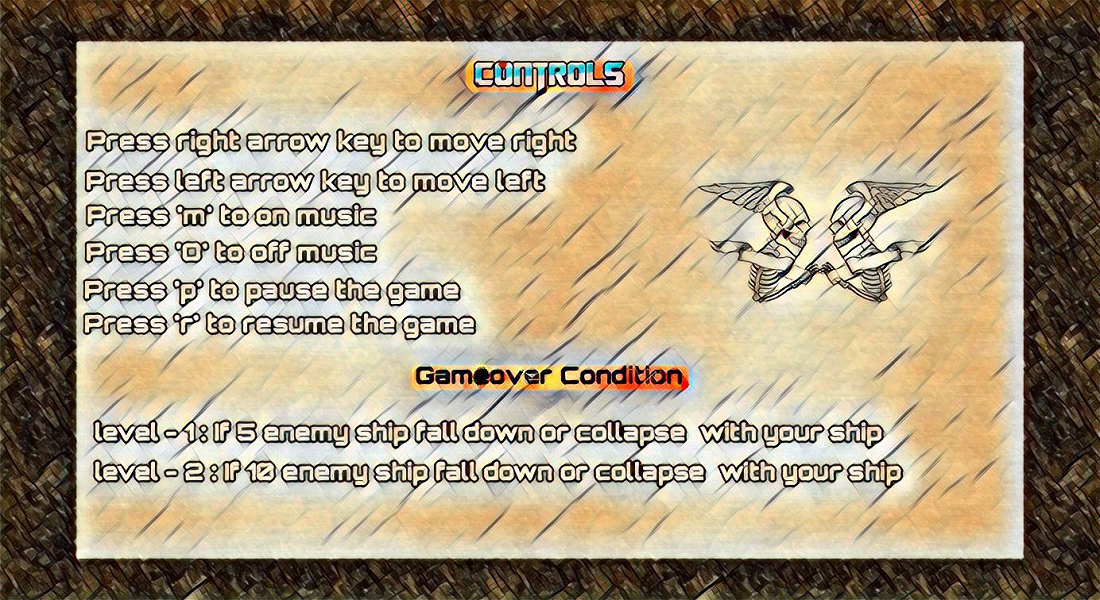 CONTROLS
Press right arrow key to move right
Press left arrow key to move left
Press 'm' to on music
Press 'O' to off music
Press 'p' to pause the game
Press 'r' to resume the game
Gameover Condition
level - 1 : If 5 enemy ship fall down or collapse with your ship
level - 2 : If 10 enemy ship fall down or collapse with your ship